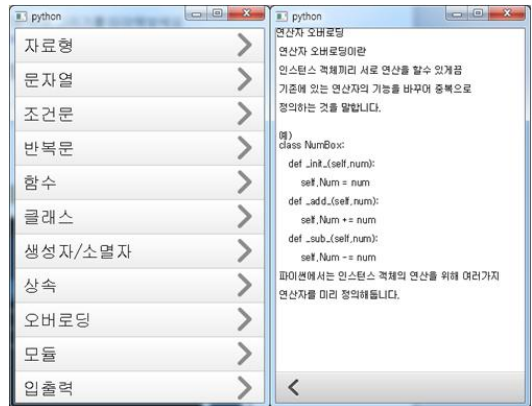 python
자료형
문자열
조건문
반복문
함수
클래스
생성자/소멸자
상속
오버로딩
모듈
입출력
python
연산자 오버로딩
연산자 오버로딩이란
인스턴스 객체끼리 서로 연산을 할수 있게끔
기존에 있는 연산자의 기능을 바꾸어 중복으로
정의하는 것을 말합니다.
예)
class NumBox:
def _init_(self,num):
self,Num = num
def _add_(self,num):
self,Num += num
def _sub_(self,num):
self,Num -= num
파이썬에서는 인스턴스 객체의 연산을 위해 여러가지
연산자를 미리 정의해둡니다.